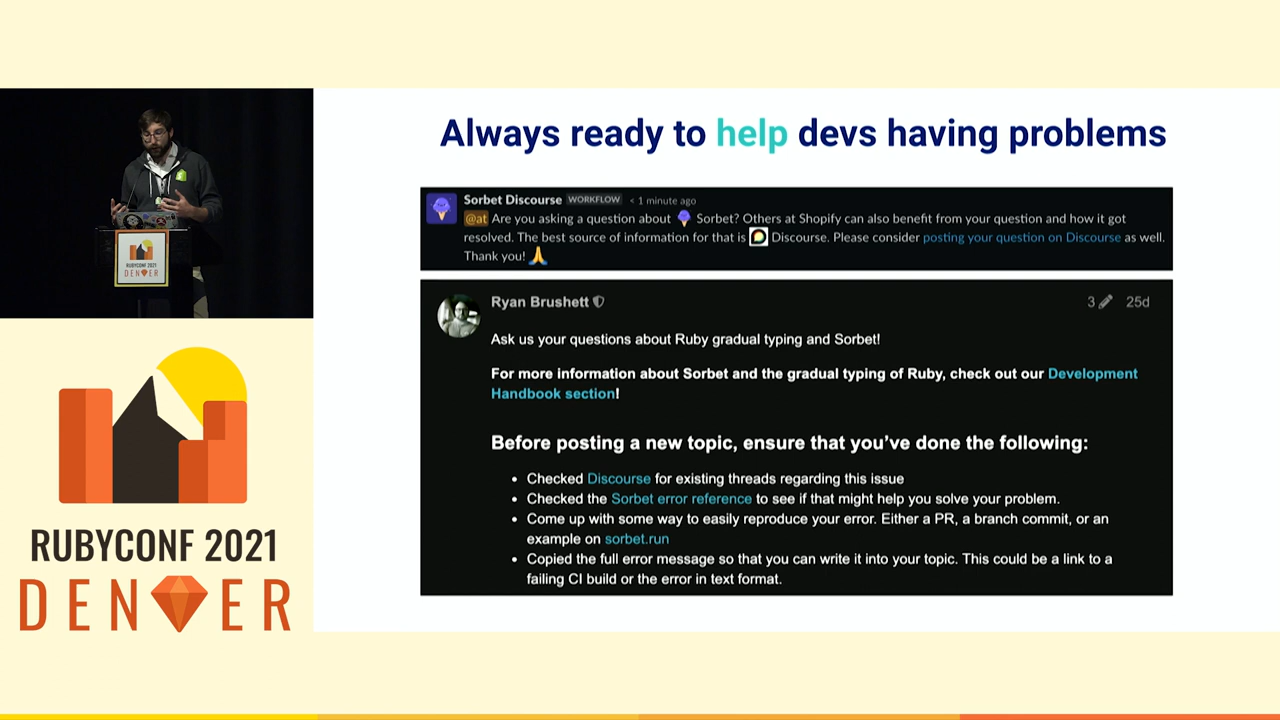 Always ready to help devs having problems
Sorbet Discourse WORKFLOW < 1 minute ago
@at Are you asking a question about Sorbet? Others at Shopify can also benefit from your question and how it got
resolved. The best source of information for that is Discourse. Please consider posting your question on Discourse as well.
Thank you!
Ryan Brushett 3 25d
Ask us your questions about Ruby gradual typing and Sorbet!
For more information about Sorbet and the gradual typing of Ruby, check out our Development
Handbook section!
Before posting a new topic, ensure that you’ve done the following:
• Checked Discourse for existing threads regarding this issue
• Checked the Sorbet error reference to see if that might help you solve your problem.
• Come up with some way to easily reproduce your error. Either a PR, a branch commit, or an
example on sorbet.run
• Copied the full error message so that you can write it into your topic. This could be a link to a
failing CI build or the error in text format.
RUBYCONF 2021
DENVER
RUBYCONF 2021
DENVER